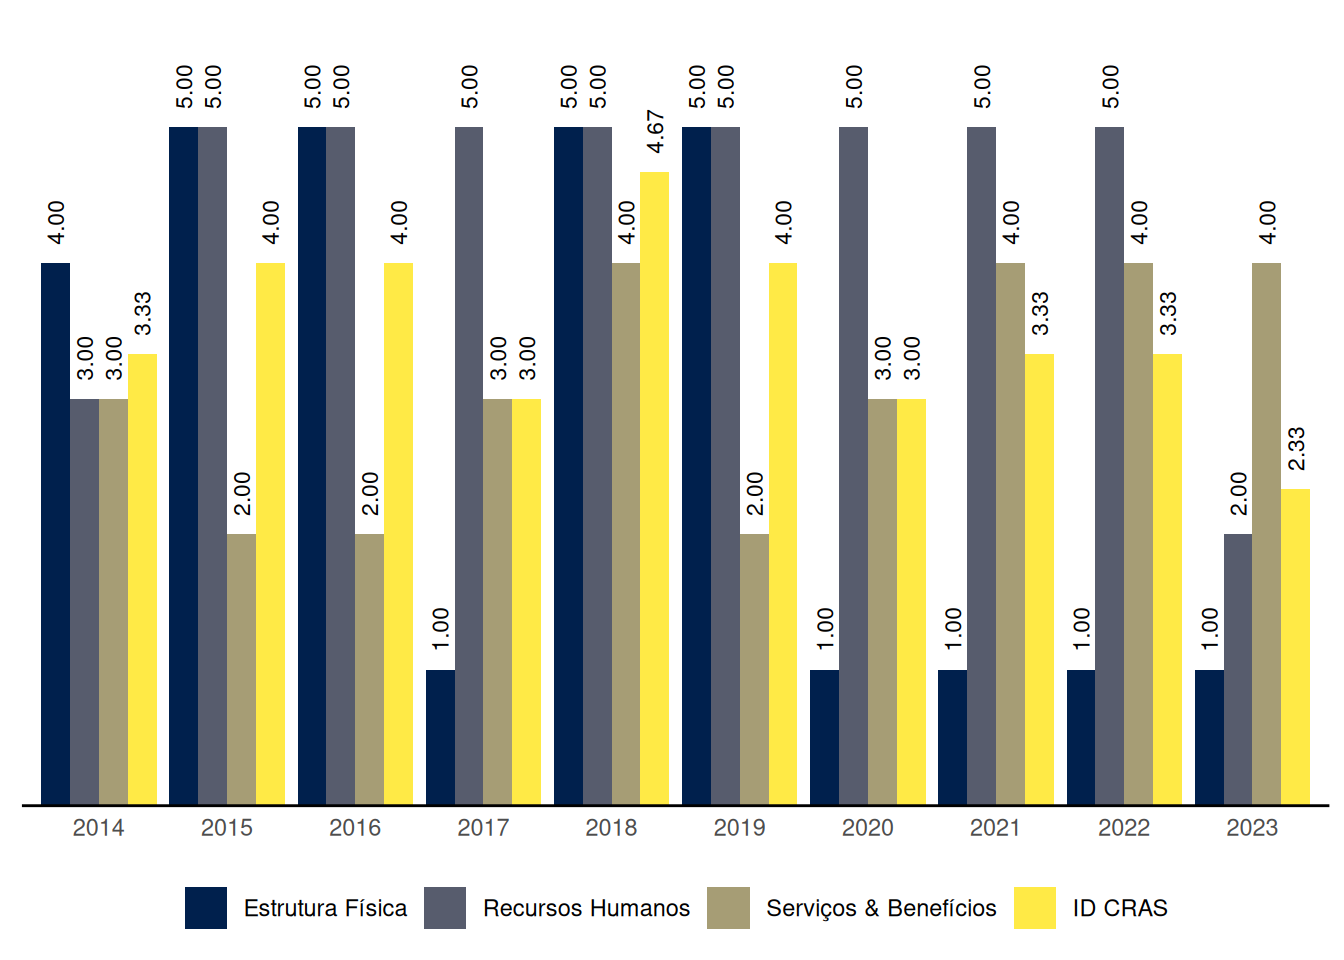 5.00 5.00 5.00 5.00 5.00 5.00 5.00 5.00 5.00 5.00 5.00 5.00
4.67
4.00 4.00 4.00 4.00 4.00 4.00 4.00 4.00
3.33 3.33 3.33
3.00 3.00 3.00 3.00 3.00 3.00
2.33
2.00 2.00 2.00 2.00
1.00 1.00 1.00 1.00 1.00
2014 2015 2016 2017 2018 2019 2020 2021 2022 2023
Estrutura Física Recursos Humanos Serviços & Benefícios ID CRAS